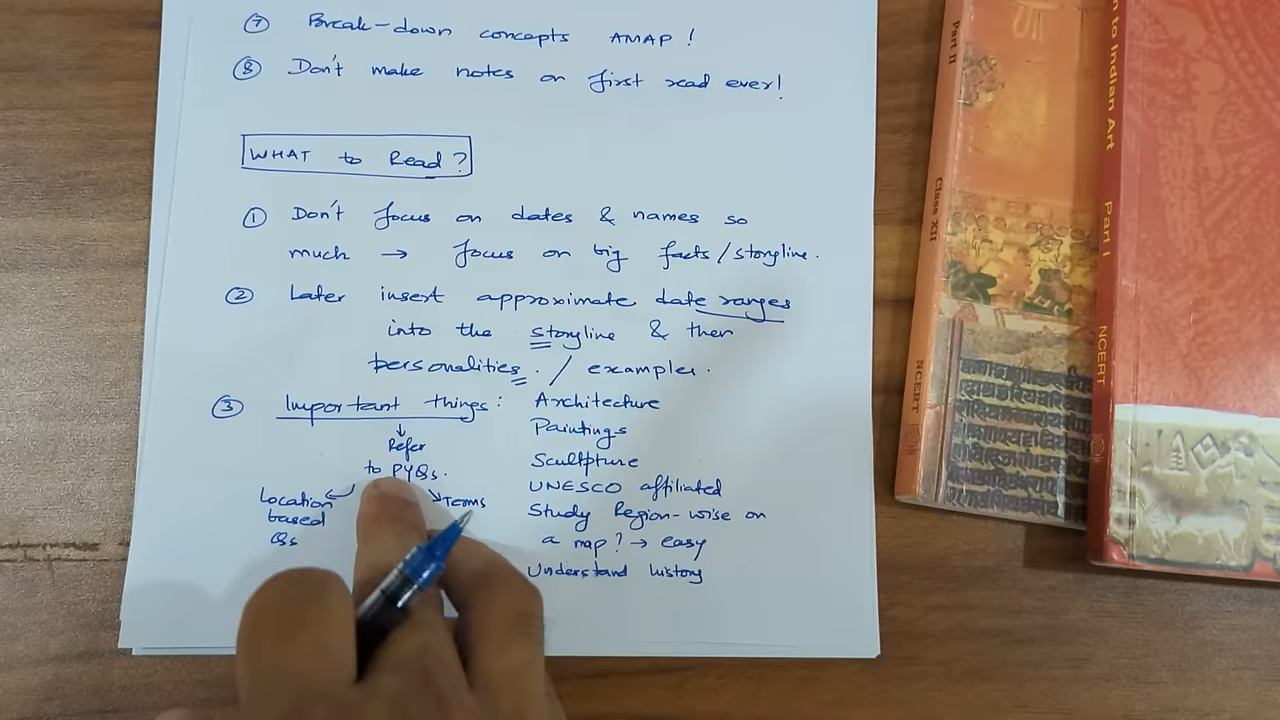 ⑦ Break-down concepts AMAP!
⑧ Don't make notes on first read ever!
WHAT to Read?
① Don't focus on dates & names so
much → focus on big facts/storyline.
② Later insert approximate date ranges
into the storyline & then
personalities. / examples.
③ Important things: Architecture
Paintings
Sculpture
UNESCO affiliated
Study Region-wise on
a map? → easy
Understand history
↓
Refer
to PYQs.
Location
based
Qs
Terms
Part II
Class XII
NCERT
n to Indian Art Part I NCERT